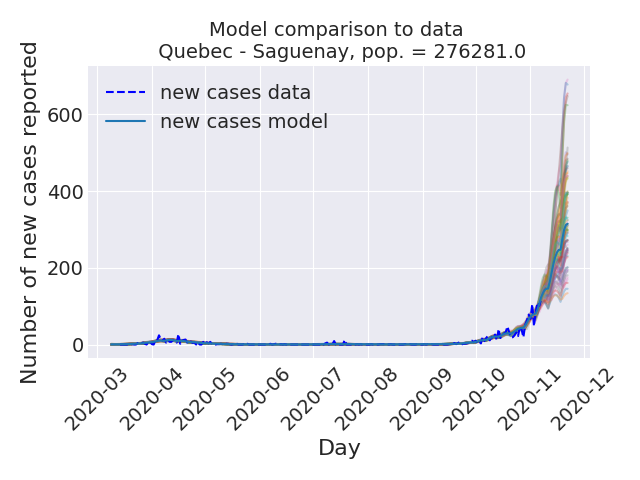 Model comparison to data
Quebec - Saguenay, pop. = 276281.0
new cases data
new cases model
Number of new cases reported
600
400
200
0
2020-03
2020-04
2020-05
2020-06
2020-07
2020-08
2020-09
2020-10
2020-11
2020-12
Day